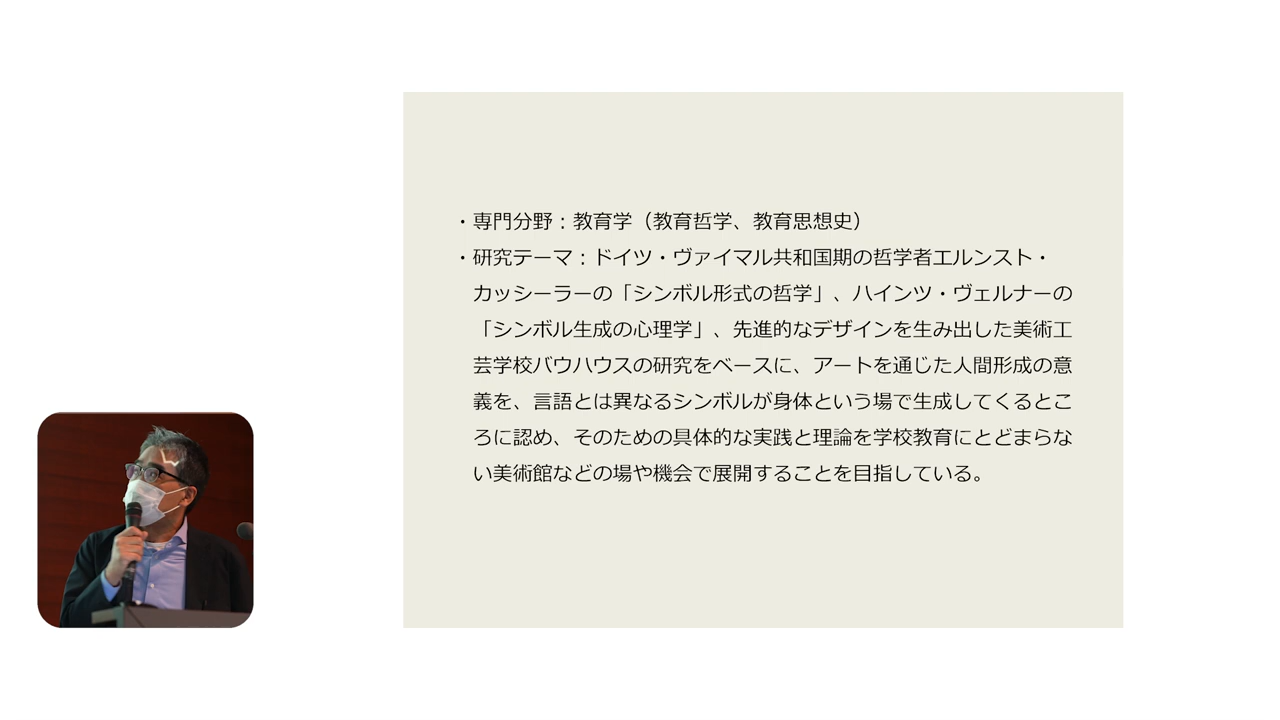 ・専門分野：教育学（教育哲学、教育思想史）
・研究テーマ：ドイツ・ヴァイマル共和国期の哲学者エルンスト・
カッシーラーの「シンボル形式の哲学」、ハインツ・ヴェルナーの
「シンボル生成の心理学」、先進的なデザインを生み出した美術工
芸学校バウハウスの研究をベースに、アートを通じた人間形成の意
義を、言語とは異なるシンボルが身体という場で生成してくるとこ
ろに認め、そのための具体的な実践と理論を学校教育にとどまらな
い美術館などの場や機会で展開することを目指している。